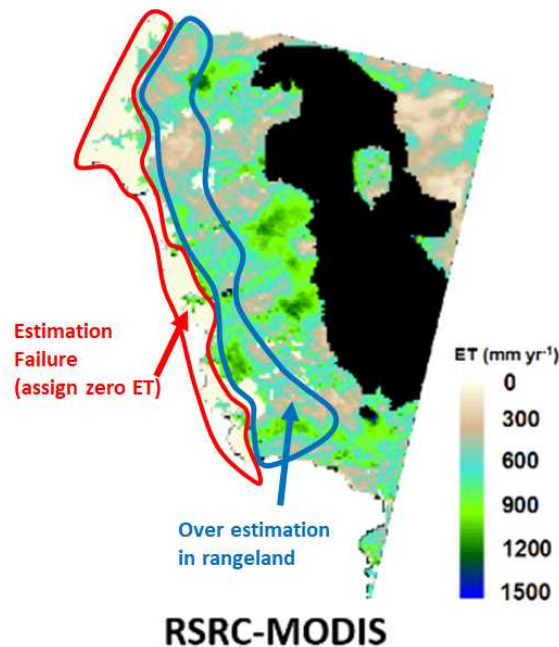 Estimation
Failure
(assign zero ET)
Over estimation
in rangeland
ET (mm yr⁻¹)
0
300
600
900
1200
1500
RSRC-MODIS